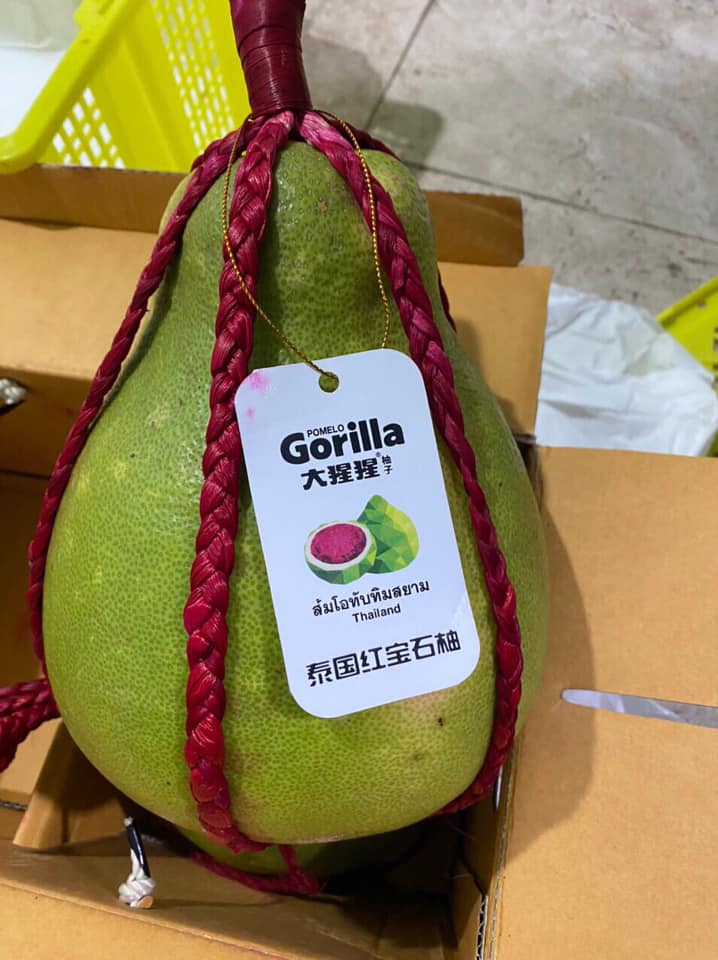 POMELO
Gorilla
大猩猩® 柚子
ส้มโอทับทิมสยาม
Thailand
泰国红宝石柚